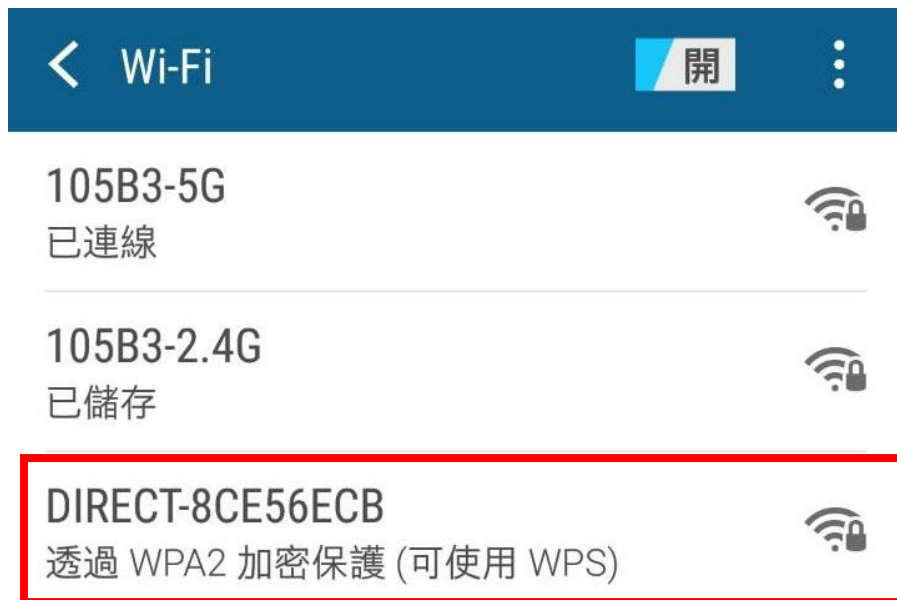 Wi-Fi 開
105B3-5G
已連線
105B3-2.4G
已儲存
DIRECT-8CE56ECB
透過 WPA2 加密保護 (可使用 WPS)